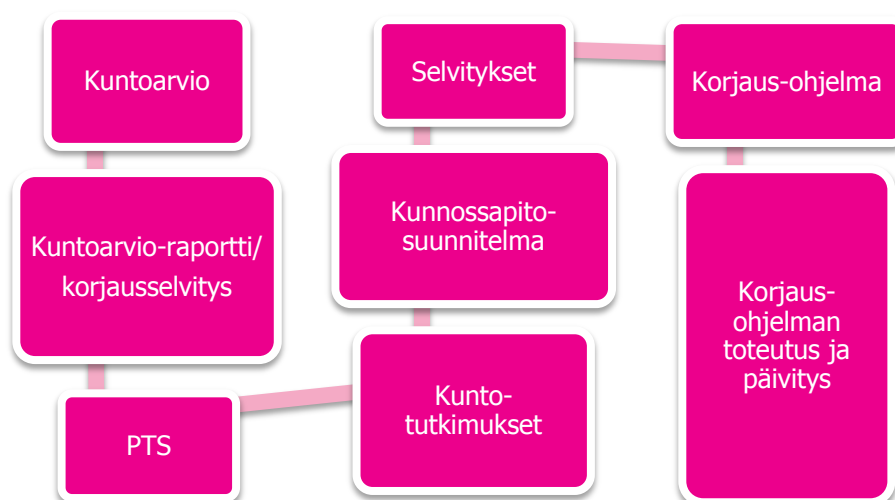 Kuntoarvio
Kuntoarvio-raportti/
korjausselvitys
PTS
Kunto-
tutkimukset
Kunnossapito-
suunnitelma
Selvitykset
Korjaus-ohjelma
Korjaus-
ohjelman
toteutus ja
päivitys